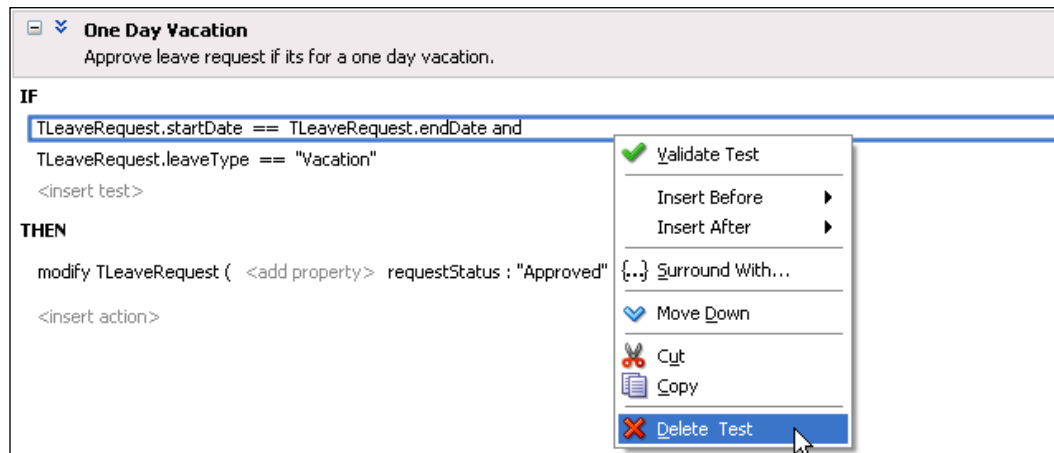 One Day Vacation
Approve leave request if its for a one day vacation.
IF
TLeaveRequest.startDate == TLeaveRequest.endDate and
TLeaveRequest.leaveType == "Vacation"
<insert test>
THEN
modify TLeaveRequest ( <add property> requestStatus : "Approved"
<insert action>
Validate Test
Insert Before
Insert After
{...} Surround With...
Move Down
Cut
Copy
Delete Test